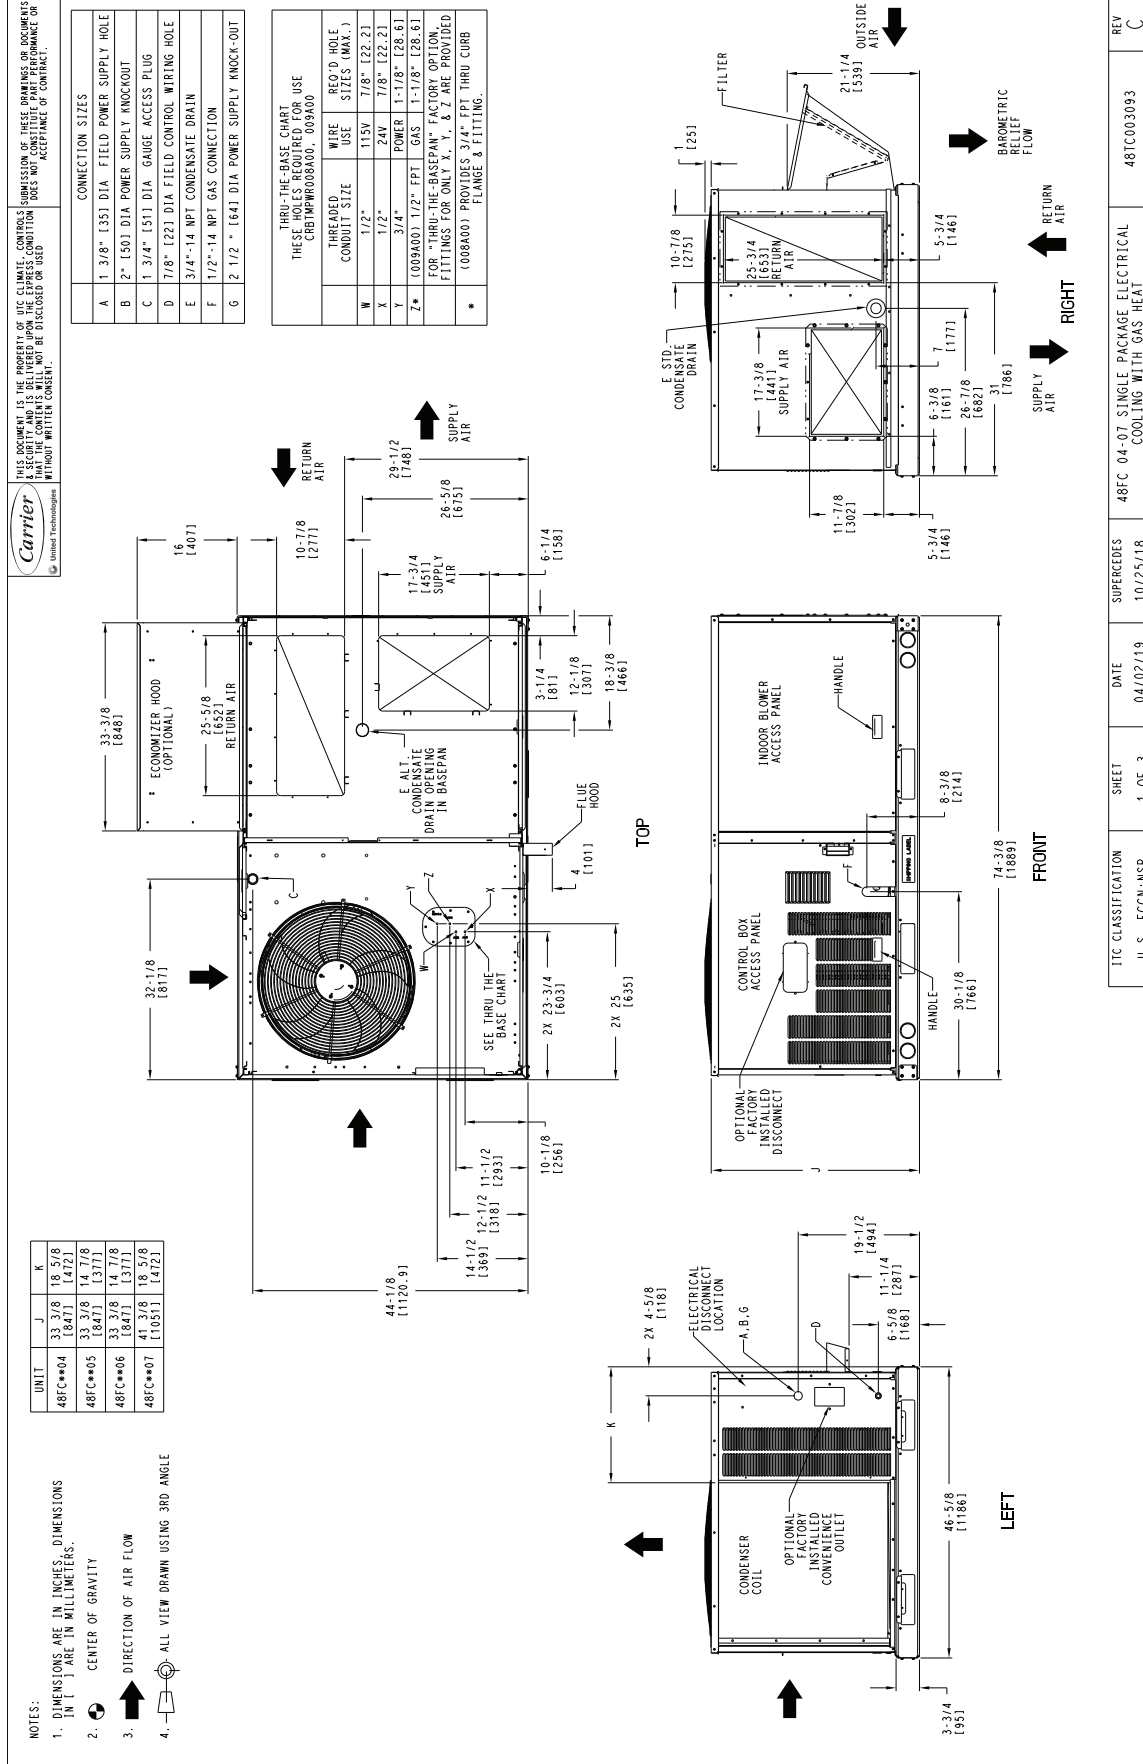 NOTES:
1. DIMENSIONS ARE IN INCHES, DIMENSIONS
IN [ ] ARE IN MILLIMETERS.
2. CENTER OF GRAVITY
3. DIRECTION OF AIR FLOW
4. ALL VIEW DRAWN USING 3RD ANGLE
UNIT J K
48FC**04 33 3/8 [847] 18 5/8 [472]
48FC**05 33 3/8 [847] 14 7/8 [377]
48FC**06 33 3/8 [847] 14 7/8 [377]
48FC**07 41 3/8 [1051] 18 5/8 [472]
Carrier
United Technologies
THIS DOCUMENT IS THE PROPERTY OF UTC CLIMATE, CONTROLS
& SECURITY AND IS DELIVERED UPON THE EXPRESS CONDITION
THAT THE CONTENTS WILL NOT BE DISCLOSED OR USED
WITHOUT WRITTEN CONSENT.
SUBMISSION OF THESE DRAWINGS OR DOCUMENTS
DOES NOT CONSTITUTE PART PERFORMANCE OR
ACCEPTANCE OF CONTRACT.
CONNECTION SIZES
A 1 3/8" [35] DIA FIELD POWER SUPPLY HOLE
B 2" [50] DIA POWER SUPPLY KNOCKOUT
C 1 3/4" [51] DIA GAUGE ACCESS PLUG
D 7/8" [22] DIA FIELD CONTROL WIRING HOLE
E 3/4"-14 NPT CONDENSATE DRAIN
F 1/2"-14 NPT GAS CONNECTION
G 2 1/2 " [64] DIA POWER SUPPLY KNOCK-OUT
THRU-THE-BASE CHART
THESE HOLES REQUIRED FOR USE
CRBTMPWR008A00, 009A00
THREADED CONDUIT SIZE WIRE USE REQ'D HOLE SIZES (MAX.)
W 1/2" 115V 7/8" [22.2]
X 1/2" 24V 7/8" [22.2]
Y 3/4" POWER 1-1/8" [28.6]
Z* (009A00) 1/2" FPT GAS 1-1/8" [28.6]
FOR "THRU-THE-BASEPAN" FACTORY OPTION,
FITTINGS FOR ONLY X, Y, & Z ARE PROVIDED
* (008A00) PROVIDES 3/4" FPT THRU CURB
FLANGE & FITTING.
33-3/8
[848]
16
[407]
ECONOMIZER HOOD
(OPTIONAL)
32-1/8
[817]
25-5/8
[652]
RETURN AIR
10-7/8
[277]
RETURN
AIR
29-1/2
[748]
SUPPLY
AIR
26-5/8
[675]
17-3/4
[451]
SUPPLY
AIR
6-1/4
[158]
3-1/4
[81]
12-1/8
[307]
18-3/8
[466]
C
E ALT.
CONDENSATE
DRAIN OPENING
IN BASEPAN
FLUE
HOOD
4
[101]
Y
Z
W
X
SEE THRU THE
BASE CHART
2X 23-3/4
[603]
2X 25
[635]
10-1/8
[256]
11-1/2
[293]
12-1/2
[318]
14-1/2
[369]
44-1/8
[1120.9]
TOP
OUTSIDE
AIR
21-1/4
[539]
FILTER
1
[25]
BAROMETRIC
RELIEF
FLOW
10-7/8
[275]
25-3/4
[653]
RETURN
AIR
5-3/4
[146]
RETURN
AIR
E STD.
CONDENSATE
DRAIN
17-3/8
[441]
SUPPLY AIR
7
[177]
6-3/8
[161]
26-7/8
[682]
31
[786]
SUPPLY
AIR
11-7/8
[302]
5-3/4
[146]
RIGHT
K
2X 4-5/8
[118]
ELECTRICAL
DISCONNECT
LOCATION
A,B,G
D
19-1/2
[494]
11-1/4
[287]
6-5/8
[168]
CONDENSER
COIL
OPTIONAL
FACTORY
INSTALLED
CONVENIENCE
OUTLET
46-5/8
[1186]
3-3/4
[95]
LEFT
J
OPTIONAL
FACTORY
INSTALLED
DISCONNECT
CONTROL BOX
ACCESS PANEL
INDOOR BLOWER
ACCESS PANEL
HANDLE
HANDLE
F
SHIPPING LABEL
8-3/8
[214]
30-1/8
[766]
74-3/8
[1889]
FRONT
ITC CLASSIFICATION SHEET DATE SUPERCEDES
U.S. ECCN:NSR 1 OF 3 04/02/19 10/25/18
48FC 04-07 SINGLE PACKAGE ELECTRICAL
COOLING WITH GAS HEAT
48TC003093
REV
C